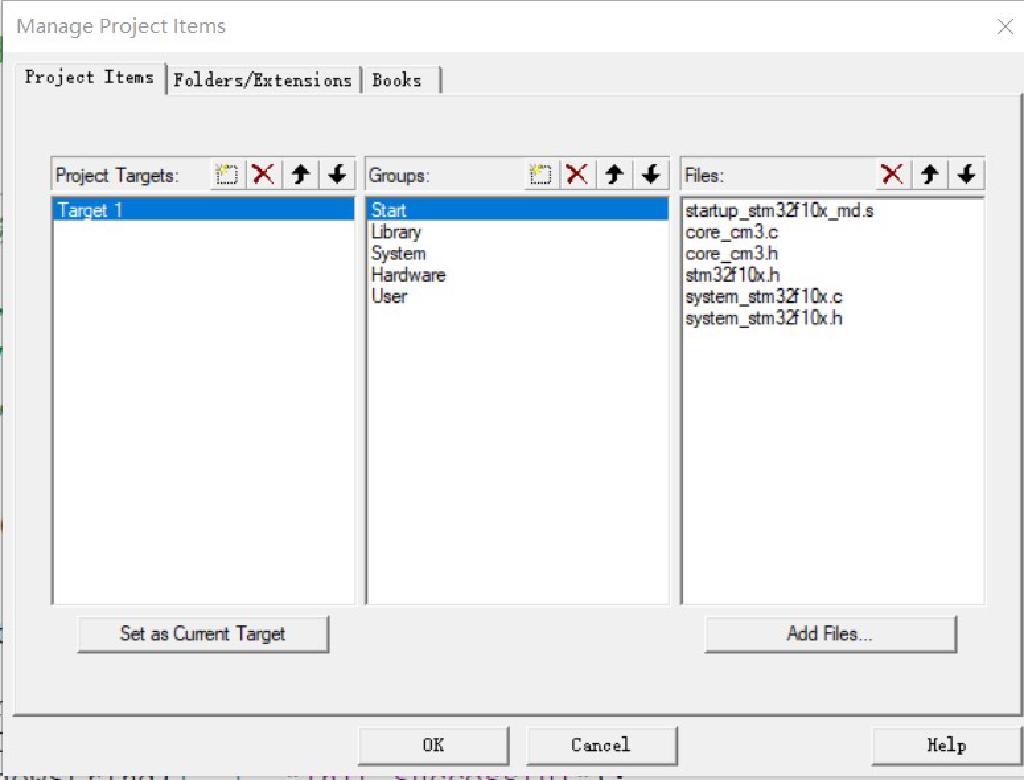 Manage Project Items
Project Items
Folders/Extensions
Books
Project Targets:
Target 1
Set as Current Target
Groups:
Start
Library
System
Hardware
User
Files:
startup_stm32f10x_md.s
core_cm3.c
core_cm3.h
stm32f10x.h
system_stm32f10x.c
system_stm32f10x.h
Add Files...
OK
Cancel
Help